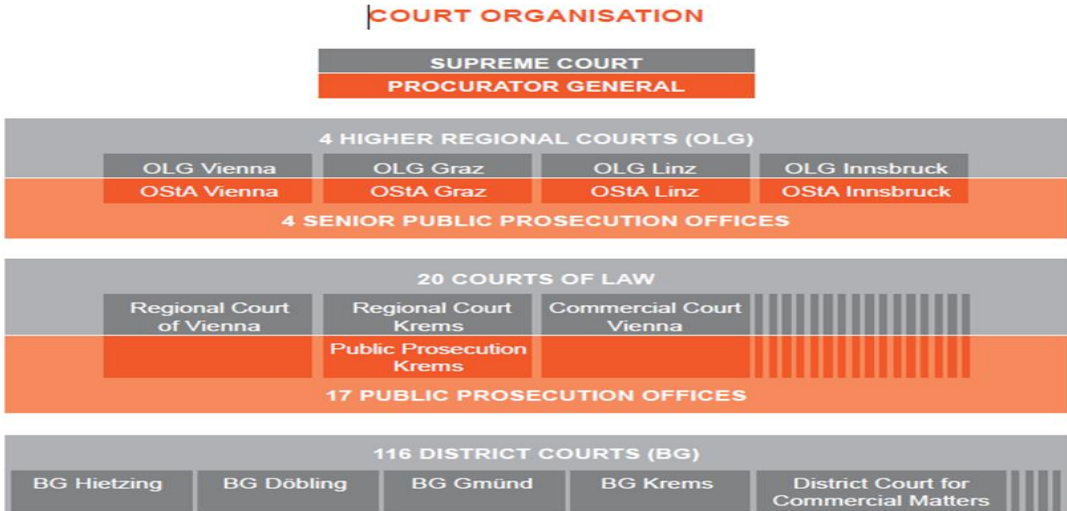 COURT ORGANISATION
SUPREME COURT
PROCURATOR GENERAL
4 HIGHER REGIONAL COURTS (OLG)
OLG Vienna
OLG Graz
OLG Linz
OLG Innsbruck
OStA Vienna
OStA Graz
OStA Linz
OStA Innsbruck
4 SENIOR PUBLIC PROSECUTION OFFICES
20 COURTS OF LAW
Regional Court
of Vienna
Regional Court
Krems
Commercial Court
Vienna
Public Prosecution
Krems
17 PUBLIC PROSECUTION OFFICES
116 DISTRICT COURTS (BG)
BG Hietzing
BG Döbling
BG Gmünd
BG Krems
District Court for
Commercial Matters